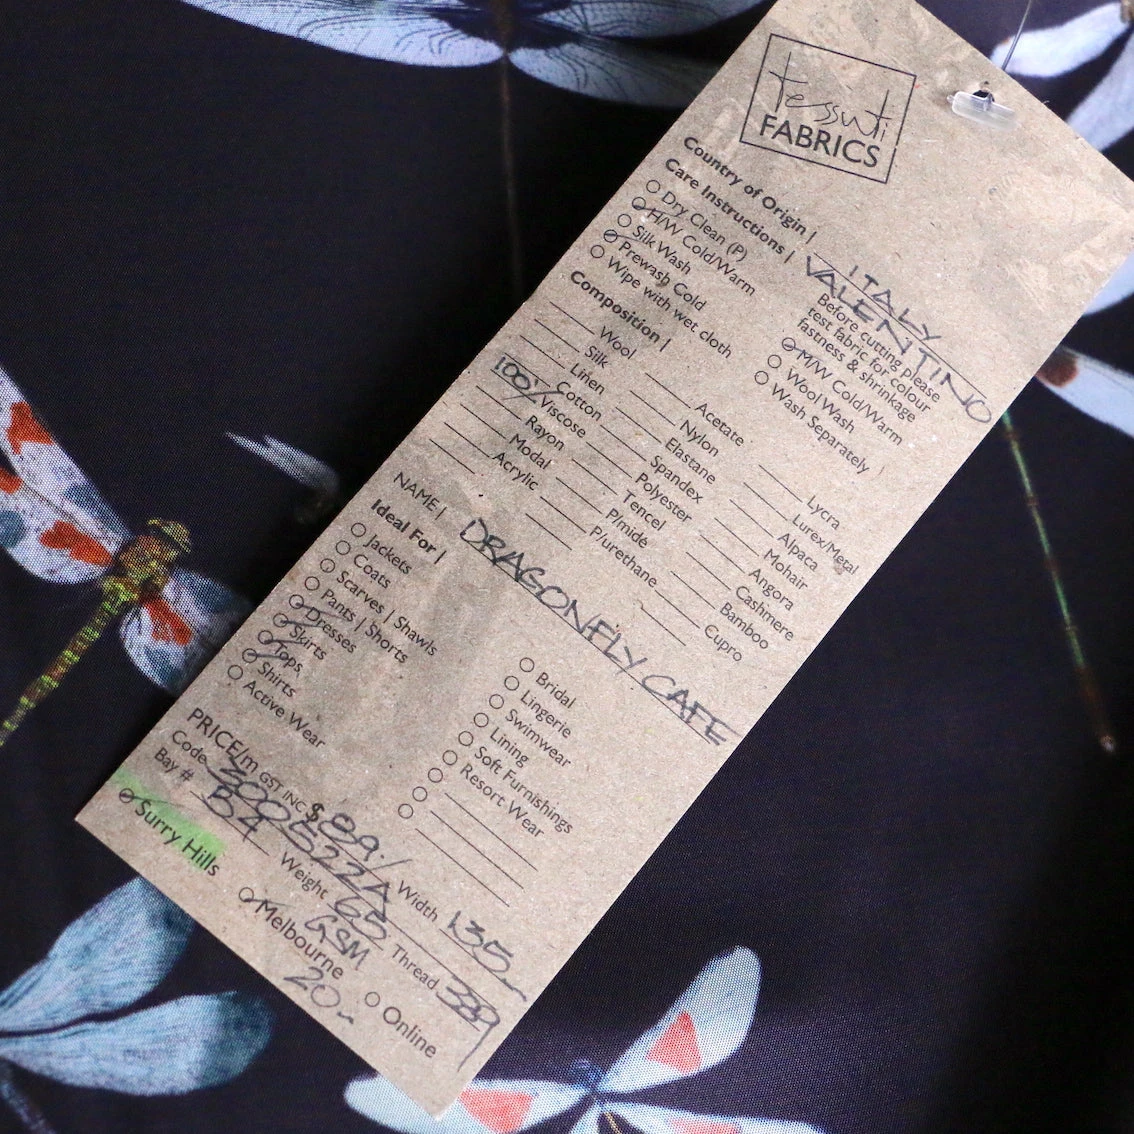 tessuti
FABRICS
Country of Origin | ITALY
Care Instructions | VALENTINO
Dry Clean (P)
H/W Cold/Warm
Silk Wash
Prewash Cold
Wipe with wet cloth
Before cutting please
test fabric for colour
fastness & shrinkage
M/W Cold/Warm
Wool Wash
Wash Separately
Composition |
Wool
Silk
Linen
100% Cotton
Viscose
Rayon
Modal
Acrylic
Acetate
Nylon
Elastane
Spandex
Polyester
Tencel
P/mide
P/urethane
Lycra
Lurex/Metal
Alpaca
Mohair
Angora
Cashmere
Bamboo
Cupro
NAME | DRAGONFLY CAFE
Ideal For |
Jackets
Coats
Scarves | Shawls
Pants | Shorts
Dresses
Skirts
Tops
Shirts
Active Wear
Bridal
Lingerie
Swimwear
Lining
Soft Furnishings
Resort Wear
PRICE/m GST INC $89./
Code 300522A Width 135
Bay # B4 Weight 65 GSM Thread 389
Surry Hills Melbourne Online
20